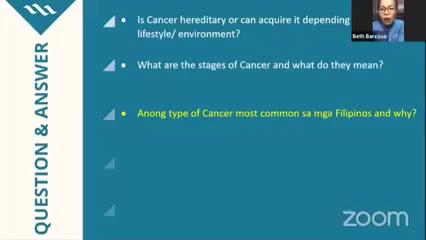 Is Cancer hereditary or can acquire it depending
lifestyle/ environment?
What are the stages of Cancer and what do they mean?
Anong type of Cancer most common sa mga Filipinos and why?
QUESTION & ANSWER
Beth Barcose
zoom